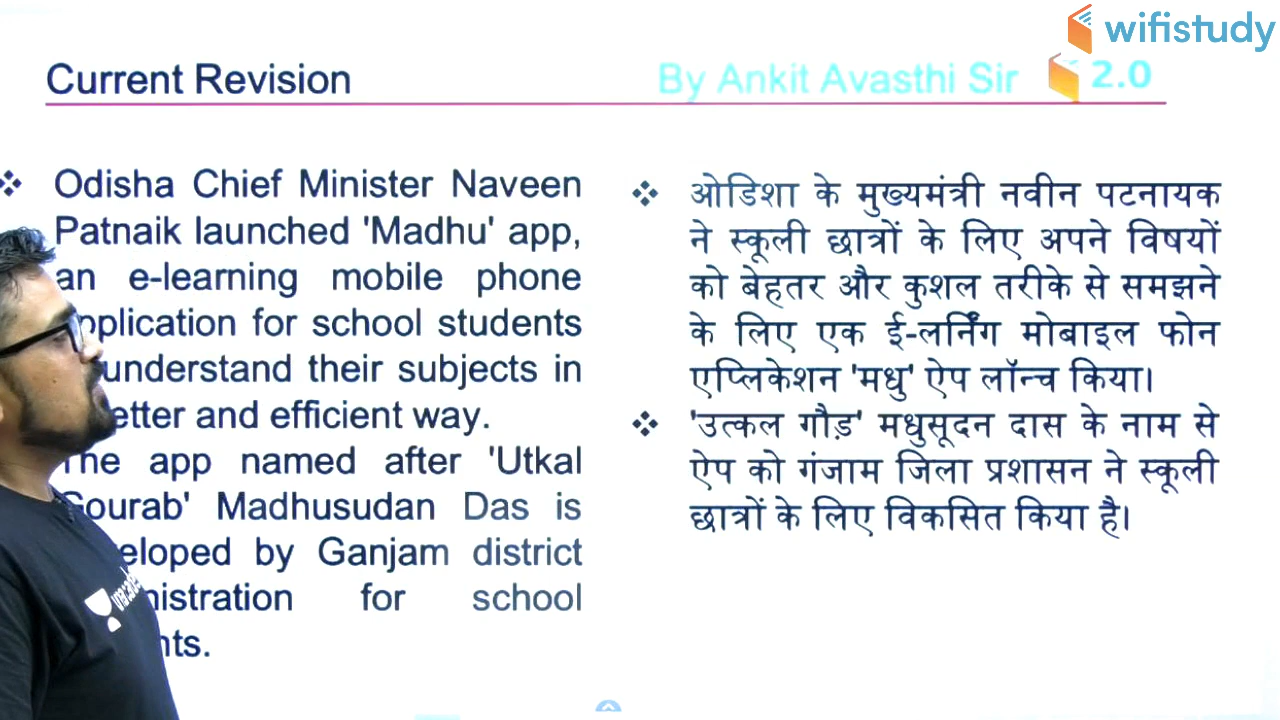 wifistudy
Current Revision
By Ankit Avasthi Sir
2.0
Odisha Chief Minister Naveen
Patnaik launched 'Madhu' app,
an e-learning mobile phone
application for school students
understand their subjects in
better and efficient way.
The app named after 'Utkal
Gourab' Madhusudan Das is
developed by Ganjam district
administration for school
students.
ओडिशा के मुख्यमंत्री नवीन पटनायक
ने स्कूली छात्रों के लिए अपने विषयों
को बेहतर और कुशल तरीके से समझने
के लिए एक ई-लर्निंग मोबाइल फोन
एप्लिकेशन 'मधु' ऐप लॉन्च किया।
'उत्कल गौड़' मधुसूदन दास के नाम से
ऐप को गंजाम जिला प्रशासन ने स्कूली
छात्रों के लिए विकसित किया है।